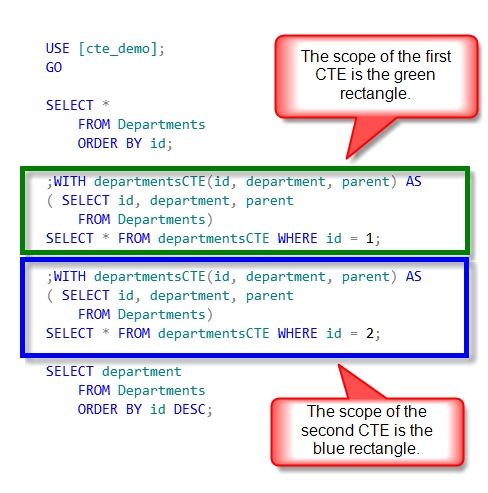 USE [cte_demo];
GO
The scope of the first
CTE is the green
rectangle.
SELECT *
FROM Departments
ORDER BY id;
;WITH departmentsCTE(id, department, parent) AS
( SELECT id, department, parent
FROM Departments)
SELECT * FROM departmentsCTE WHERE id = 1;
;WITH departmentsCTE(id, department, parent) AS
( SELECT id, department, parent
FROM Departments)
SELECT * FROM departmentsCTE WHERE id = 2;
SELECT department
FROM Departments
ORDER BY id DESC;
The scope of the
second CTE is the
blue rectangle.